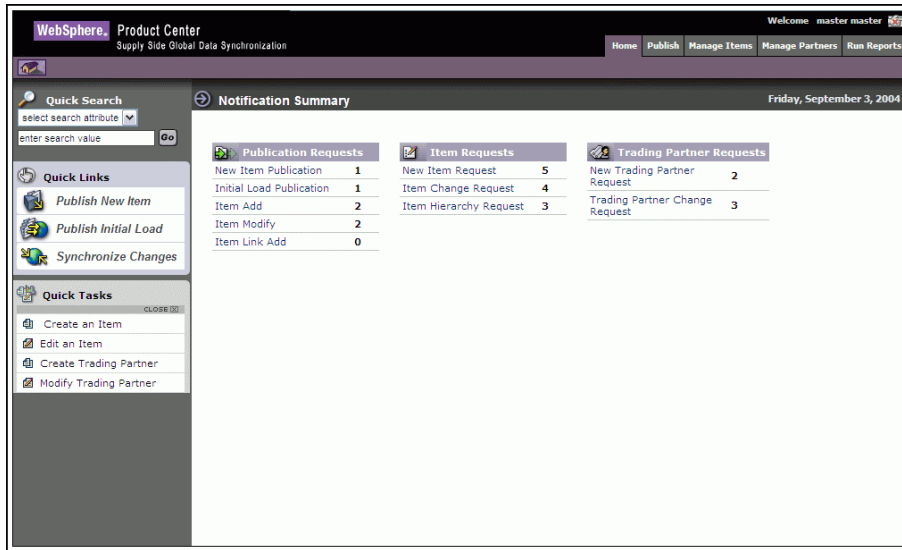 WebSphere. Product Center
Supply Side Global Data Synchronization
Welcome master master
Home Publish Manage Items Manage Partners Run Reports
Quick Search
select search attribute
enter search value Go
Quick Links
Publish New Item
Publish Initial Load
Synchronize Changes
Quick Tasks
CLOSE
Create an Item
Edit an Item
Create Trading Partner
Modify Trading Partner
Notification Summary Friday, September 3, 2004
Publication Requests
New Item Publication 1
Initial Load Publication 1
Item Add 2
Item Modify 2
Item Link Add 0
Item Requests
New Item Request 5
Item Change Request 4
Item Hierarchy Request 3
Trading Partner Requests
New Trading Partner
Request 2
Trading Partner Change
Request 3